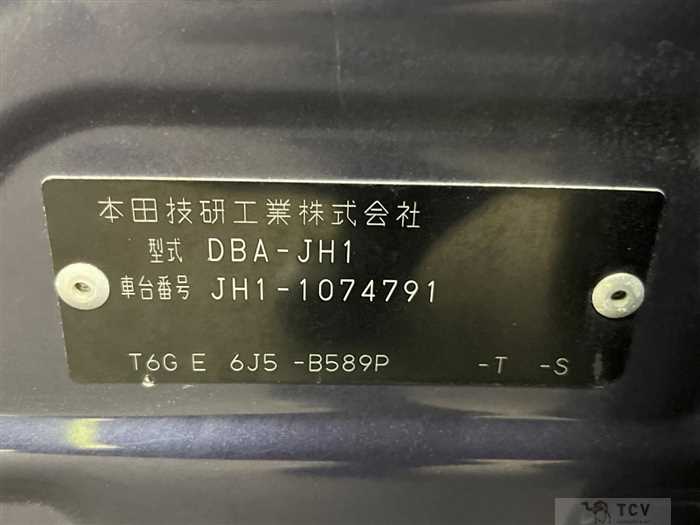 本田技研工業株式会社
型式 DBA-JH1
車台番号 JH1-1074791
T6G E 6J5 -B589P -T -S
TCV